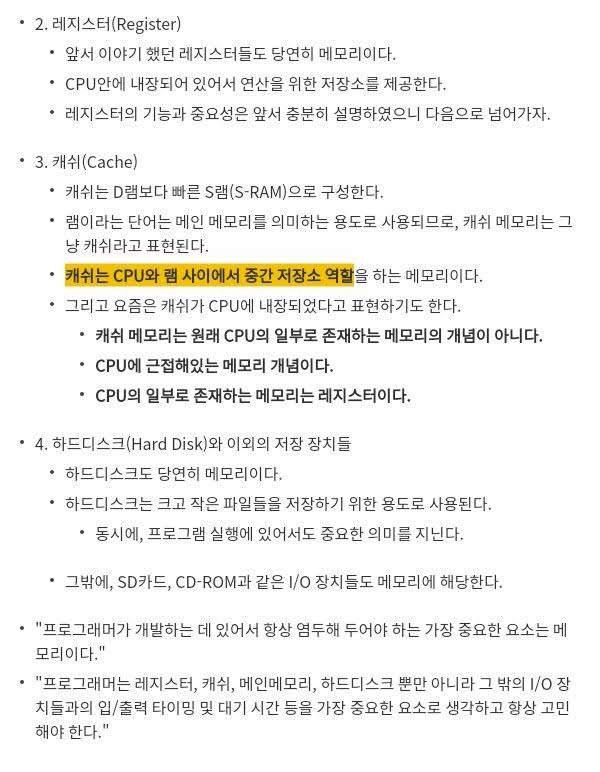 • 2. 레지스터(Register)
• 앞서 이야기 했던 레지스터들도 당연히 메모리이다.
• CPU안에 내장되어 있어서 연산을 위한 저장소를 제공한다.
• 레지스터의 기능과 중요성은 앞서 충분히 설명하였으니 다음으로 넘어가자.
• 3. 캐쉬(Cache)
• 캐쉬는 D램보다 빠른 S램(S-RAM)으로 구성한다.
• 램이라는 단어는 메인 메모리를 의미하는 용도로 사용되므로, 캐쉬 메모리는 그
냥 캐쉬라고 표현된다.
• 캐쉬는 CPU와 램 사이에서 중간 저장소 역할을 하는 메모리이다.
• 그리고 요즘은 캐쉬가 CPU에 내장되었다고 표현하기도 한다.
• 캐쉬 메모리는 원래 CPU의 일부로 존재하는 메모리의 개념이 아니다.
• CPU에 근접해있는 메모리 개념이다.
• CPU의 일부로 존재하는 메모리는 레지스터이다.
• 4. 하드디스크(Hard Disk)와 이외의 저장 장치들
• 하드디스크도 당연히 메모리이다.
• 하드디스크는 크고 작은 파일들을 저장하기 위한 용도로 사용된다.
• 동시에, 프로그램 실행에 있어서도 중요한 의미를 지닌다.
• 그밖에, SD카드, CD-ROM과 같은 I/O 장치들도 메모리에 해당한다.
• "프로그래머가 개발하는 데 있어서 항상 염두해 두어야 하는 가장 중요한 요소는 메
모리이다."
• "프로그래머는 레지스터, 캐쉬, 메인메모리, 하드디스크 뿐만 아니라 그 밖의 I/O 장
치들과의 입/출력 타이밍 및 대기 시간 등을 가장 중요한 요소로 생각하고 항상 고민
해야 한다."